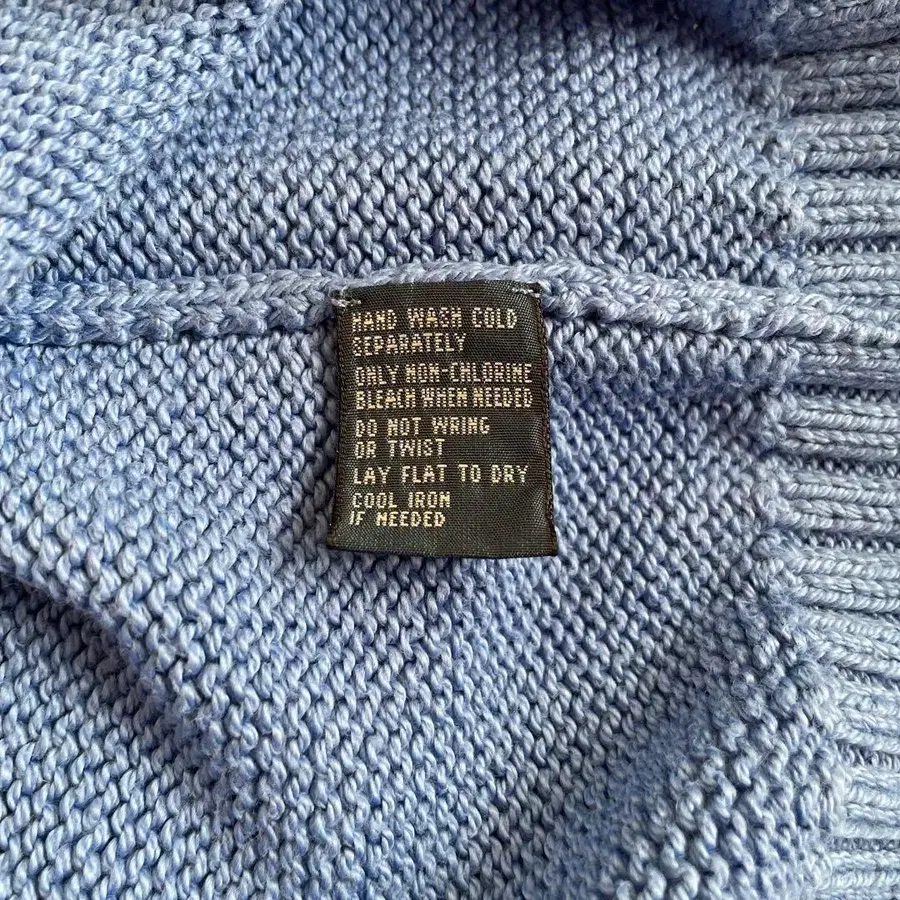 HAND WASH COLD
SEPARATELY
ONLY NON-CHLORINE
BLEACH WHEN NEEDED
DO NOT WRING
OR TWIST
LAY FLAT TO DRY
COOL IRON
IF NEEDED